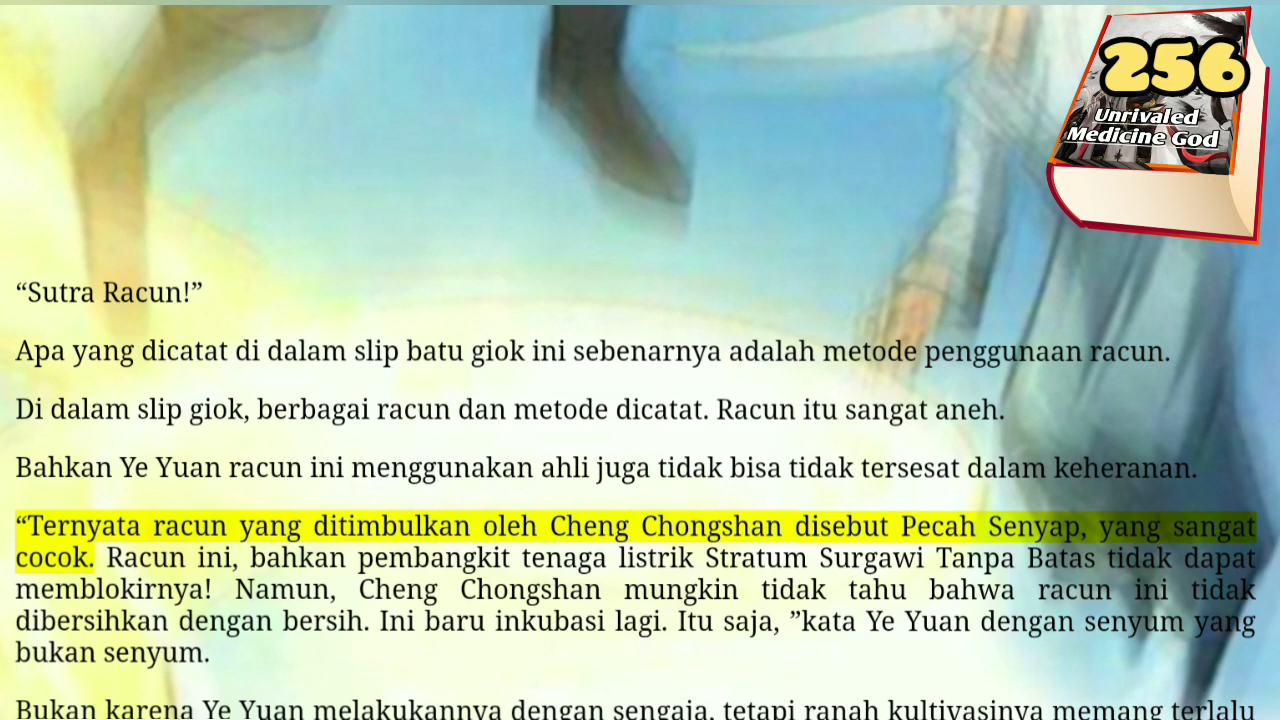 256
Unrivaled
Medicine God
“Sutra Racun!”
Apa yang dicatat di dalam slip batu giok ini sebenarnya adalah metode penggunaan racun.
Di dalam slip giok, berbagai racun dan metode dicatat. Racun itu sangat aneh.
Bahkan Ye Yuan racun ini menggunakan ahli juga tidak bisa tidak tersesat dalam keheranan.
“Ternyata racun yang ditimbulkan oleh Cheng Chongshan disebut Pecah Senyap, yang sangat
cocok. Racun ini, bahkan pembangkit tenaga listrik Stratum Surgawi Tanpa Batas tidak dapat
memblokirnya! Namun, Cheng Chongshan mungkin tidak tahu bahwa racun ini tidak
dibersihkan dengan bersih. Ini baru inkubasi lagi. Itu saja, ”kata Ye Yuan dengan senyum yang
bukan senyum.
Bukan karena Ye Yuan melakukannya dengan sengaja, tetapi ranah kultivasinya memang terlalu